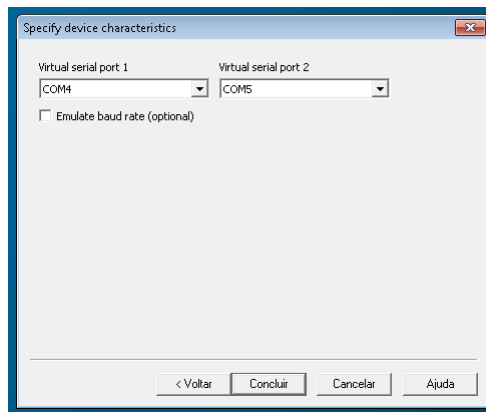 Specify device characteristics
Virtual serial port 1 Virtual serial port 2
COM4 COM5
Emulate baud rate (optional)
< Voltar Concluir Cancelar Ajuda